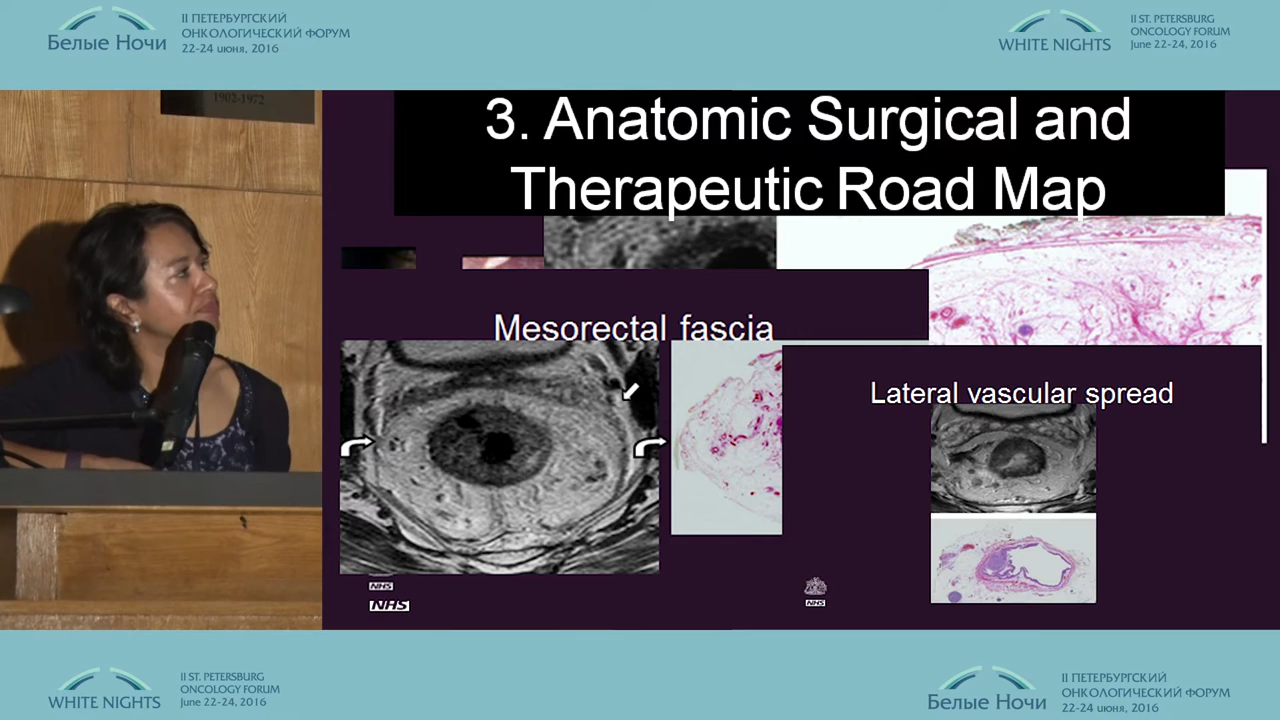 Белые Ночи
II ПЕТЕРБУРГСКИЙ
ОНКОЛОГИЧЕСКИЙ ФОРУМ
22-24 июня, 2016
WHITE NIGHTS
II ST. PETERSBURG
ONCOLOGY FORUM
June 22-24, 2016
1902-1972
3. Anatomic Surgical and
Therapeutic Road Map
Mesorectal fascia
Lateral vascular spread
NHS
NHS
NHS
WHITE NIGHTS
II ST. PETERSBURG
ONCOLOGY FORUM
June 22-24, 2016
Белые Ночи
II ПЕТЕРБУРГСКИЙ
ОНКОЛОГИЧЕСКИЙ ФОРУМ
22-24 июня, 2016